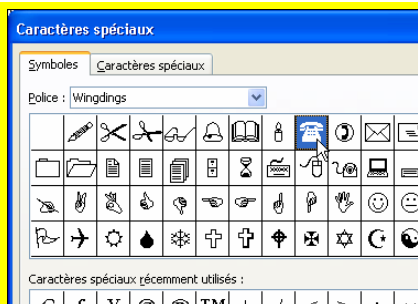 Caractères spéciaux
Symboles Caractères spéciaux
Police : Wingdings
Caractères spéciaux récemment utilisés :